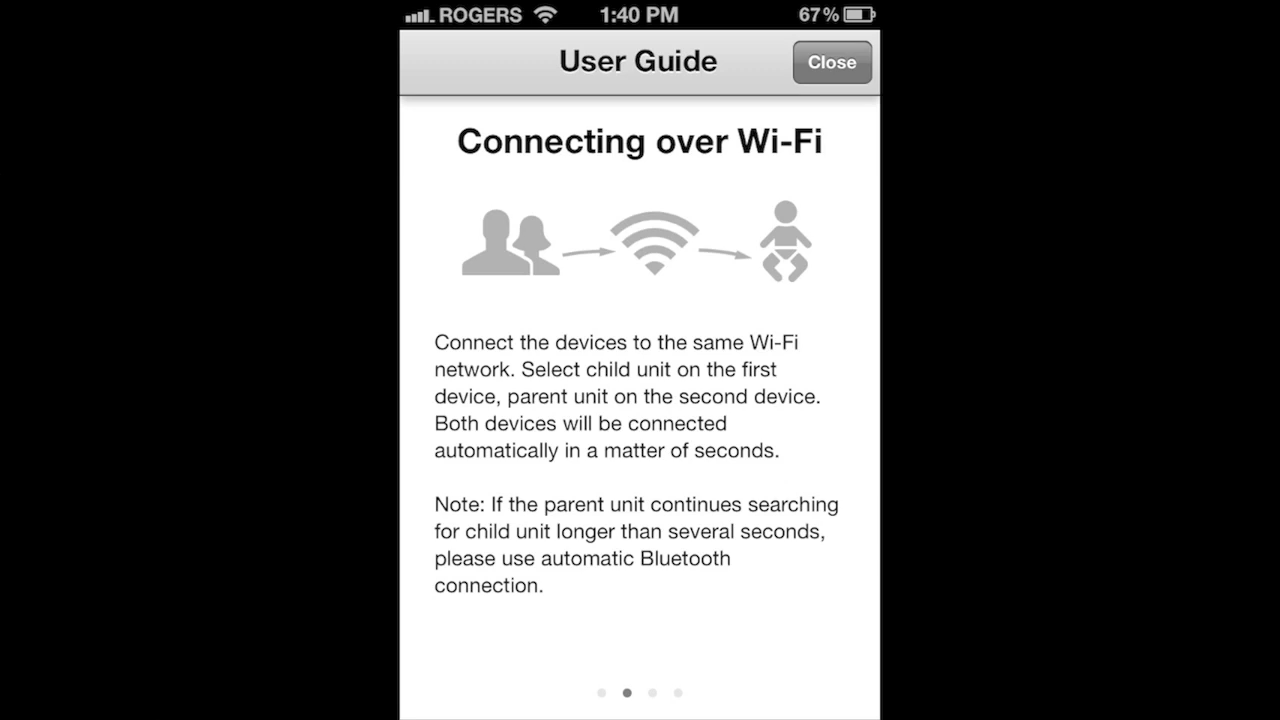 ROGERS 1:40 PM 67%
User Guide Close
Connecting over Wi-Fi
Connect the devices to the same Wi-Fi
network. Select child unit on the first
device, parent unit on the second device.
Both devices will be connected
automatically in a matter of seconds.
Note: If the parent unit continues searching
for child unit longer than several seconds,
please use automatic Bluetooth
connection.